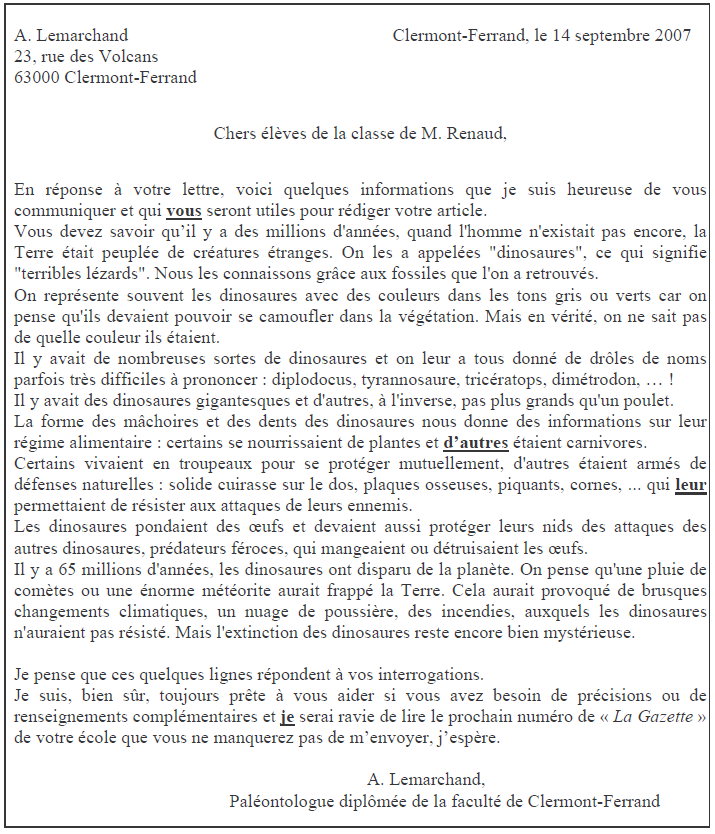 A. Lemarchand Clermont-Ferrand, le 14 septembre 2007
23, rue des Volcans
63000 Clermont-Ferrand
Chers élèves de la classe de M. Renaud,
En réponse à votre lettre, voici quelques informations que je suis heureuse de vous
communiquer et qui vous seront utiles pour rédiger votre article.
Vous devez savoir qu'il y a des millions d'années, quand l'homme n'existait pas encore, la
Terre était peuplée de créatures étranges. On les a appelées "dinosaures", ce qui signifie
"terribles lézards". Nous les connaissons grâce aux fossiles que l'on a retrouvés.
On représente souvent les dinosaures avec des couleurs dans les tons gris ou verts car on
pense qu'ils devaient pouvoir se camoufler dans la végétation. Mais en vérité, on ne sait pas
de quelle couleur ils étaient.
Il y avait de nombreuses sortes de dinosaures et on leur a tous donné de drôles de noms
parfois très difficiles à prononcer : diplodocus, tyrannosaure, tricératops, dimétrodon, … !
Il y avait des dinosaures gigantesques et d'autres, à l'inverse, pas plus grands qu'un poulet.
La forme des mâchoires et des dents des dinosaures nous donne des informations sur leur
régime alimentaire : certains se nourrissaient de plantes et d'autres étaient carnivores.
Certains vivaient en troupeaux pour se protéger mutuellement, d'autres étaient armés de
défenses naturelles : solide cuirasse sur le dos, plaques osseuses, piquants, cornes, ... qui leur
permettaient de résister aux attaques de leurs ennemis.
Les dinosaures pondaient des œufs et devaient aussi protéger leurs nids des attaques des
autres dinosaures, prédateurs féroces, qui mangeaient ou détruisaient les œufs.
Il y a 65 millions d'années, les dinosaures ont disparu de la planète. On pense qu'une pluie de
comètes ou une énorme météorite aurait frappé la Terre. Cela aurait provoqué de brusques
changements climatiques, un nuage de poussière, des incendies, auxquels les dinosaures
n'auraient pas résisté. Mais l'extinction des dinosaures reste encore bien mystérieuse.
Je pense que ces quelques lignes répondent à vos interrogations.
Je suis, bien sûr, toujours prête à vous aider si vous avez besoin de précisions ou de
renseignements complémentaires et je serai ravie de lire le prochain numéro de « La Gazette »
de votre école que vous ne manquerez pas de m'envoyer, j'espère.
A. Lemarchand,
Paléontologue diplômée de la faculté de Clermont-Ferrand